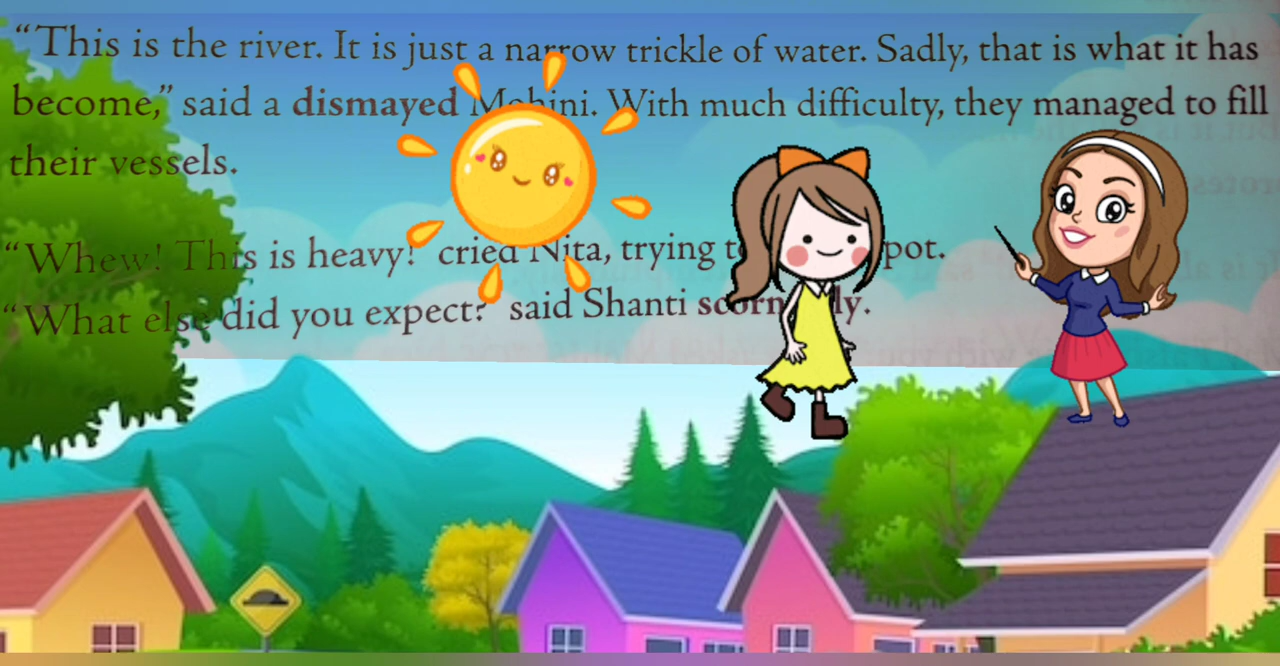 “This is the river. It is just a narrow trickle of water. Sadly, that is what it has
become,” said a dismayed Mohini. With much difficulty, they managed to fill
their vessels.
“Whew! This is heavy!” cried Nita, trying pot.
“What else did you expect?” said Shanti scornfully.